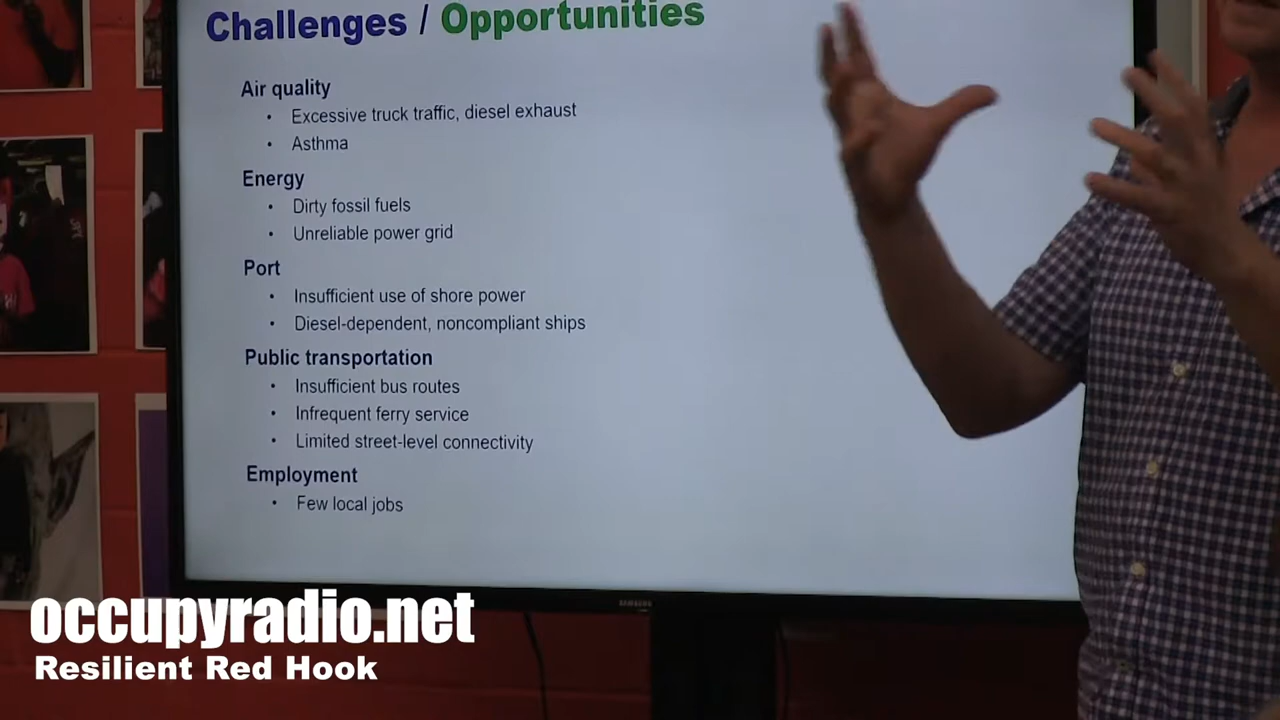 Challenges / Opportunities
Air quality
• Excessive truck traffic, diesel exhaust
• Asthma
Energy
• Dirty fossil fuels
• Unreliable power grid
Port
• Insufficient use of shore power
• Diesel-dependent, noncompliant ships
Public transportation
• Insufficient bus routes
• Infrequent ferry service
• Limited street-level connectivity
Employment
• Few local jobs
SAMSUNG
occupyradio.net
Resilient Red Hook